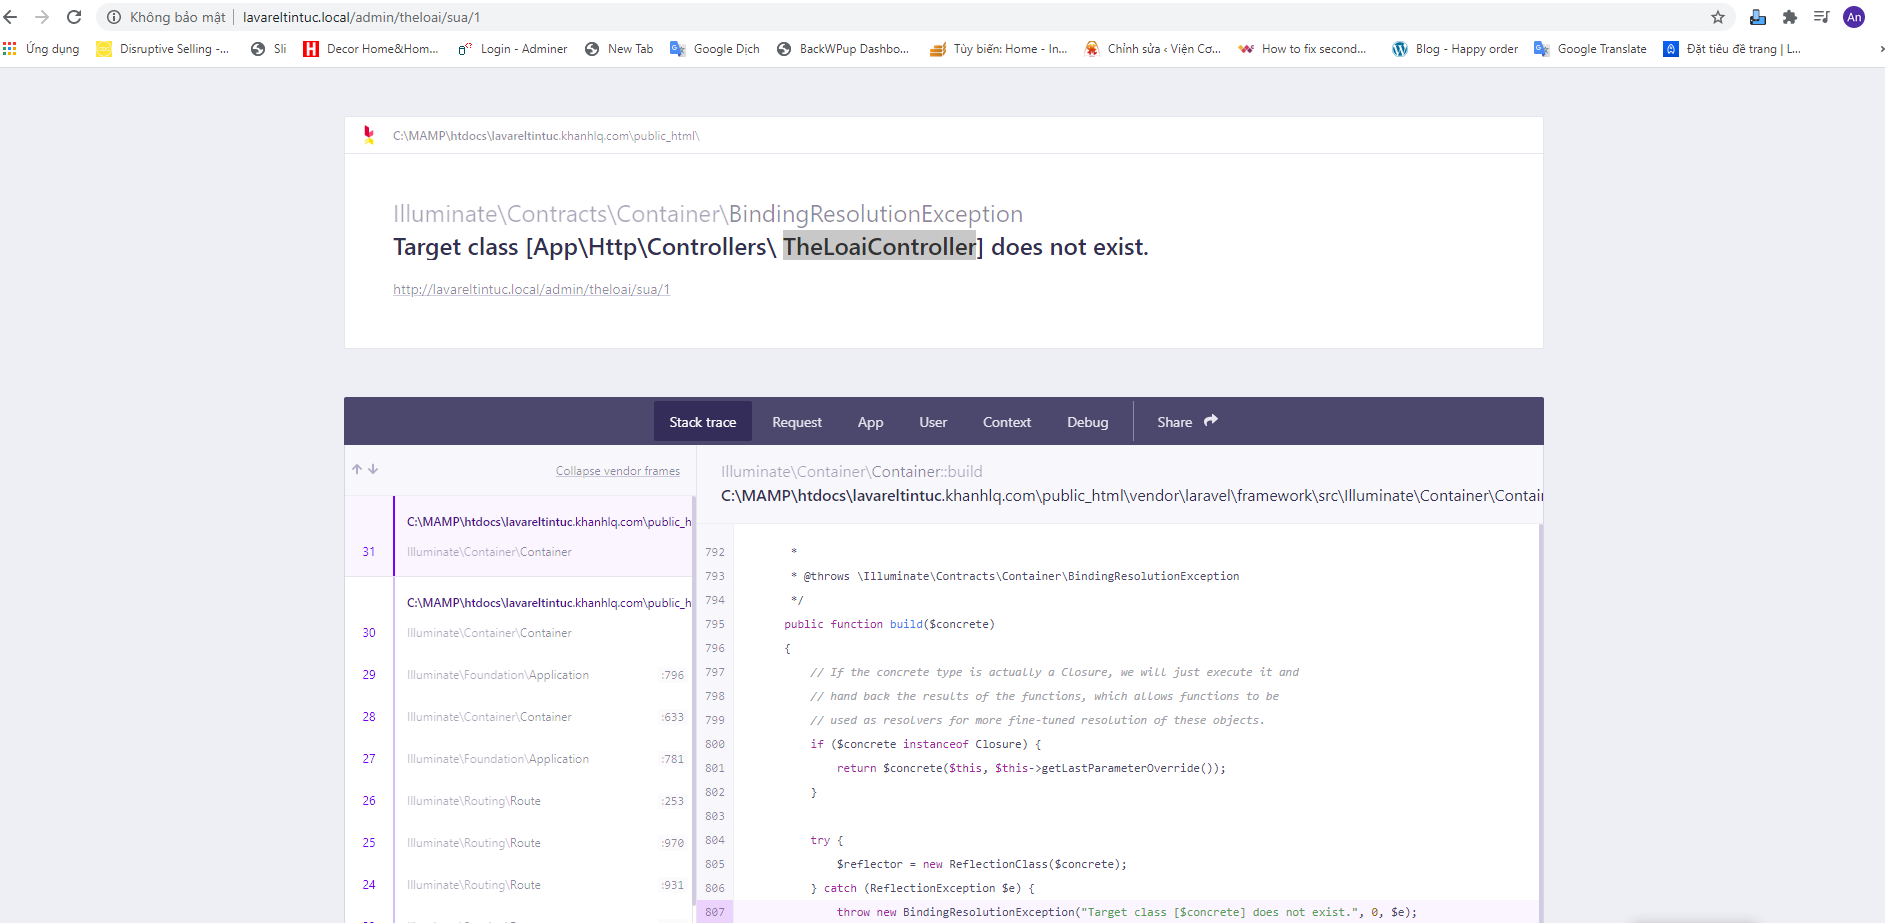 Không bảo mật lavareltintuc.local/admin/theloai/sua/1 An
Ứng dụng Disruptive Selling -... Sli Decor Home&Hom... Login - Adminer New Tab Google Dịch BackWPup Dashbo... Tùy biến: Home - In... Chỉnh sửa ‹ Viện Cơ... How to fix second... Blog - Happy order Google Translate Đặt tiêu đề trang | L...
C:\MAMP\htdocs\lavareltintuc.khanhlq.com\public_html\
Illuminate\Contracts\Container\BindingResolutionException
Target class [App\Http\Controllers\ TheLoaiController] does not exist.
http://lavareltintuc.local/admin/theloai/sua/1
Stack trace Request App User Context Debug Share
Collapse vendor frames
Illuminate\Container\Container::build
C:\MAMP\htdocs\lavareltintuc.khanhlq.com\public_html\vendor\laravel\framework\src\Illuminate\Container\Contai
C:\MAMP\htdocs\lavareltintuc.khanhlq.com\public_h
31 Illuminate\Container\Container
C:\MAMP\htdocs\lavareltintuc.khanhlq.com\public_h
30 Illuminate\Container\Container
29 Illuminate\Foundation\Application :796
28 Illuminate\Container\Container :633
27 Illuminate\Foundation\Application :781
26 Illuminate\Routing\Route :253
25 Illuminate\Routing\Route :970
24 Illuminate\Routing\Route :931
792 *
793 * @throws \Illuminate\Contracts\Container\BindingResolutionException
794 */
795 public function build($concrete)
796 {
797 // If the concrete type is actually a Closure, we will just execute it and
798 // hand back the results of the functions, which allows functions to be
799 // used as resolvers for more fine-tuned resolution of these objects.
800 if ($concrete instanceof Closure) {
801 return $concrete($this, $this->getLastParameterOverride());
802 }
803
804 try {
805 $reflector = new ReflectionClass($concrete);
806 } catch (ReflectionException $e) {
807 throw new BindingResolutionException("Target class [$concrete] does not exist.", 0, $e);